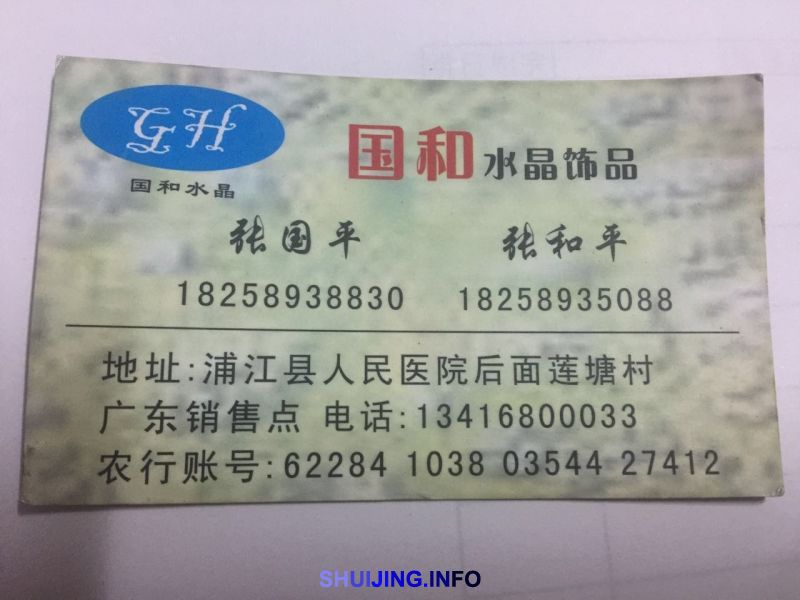 GH
国和水晶
国和水晶饰品
张国平 张和平
18258938830 18258935088
地址:浦江县人民医院后面莲塘村
广东销售点 电话:13416800033
农行账号:62284 1038 03544 27412
SHUIJING.INFO